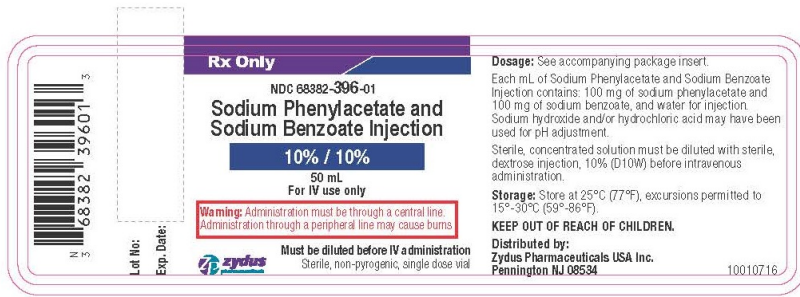 N
3
68382 39601
3
Lot No:
Exp. Date:
Rx Only
NDC 68382-396-01
Sodium Phenylacetate and
Sodium Benzoate Injection
10% / 10%
50 mL
For IV use only
Warning: Administration must be through a central line.
Administration through a peripheral line may cause burns
Must be diluted before IV administration
Sterile, non-pyrogenic, single dose vial
zydus
pharmaceuticals
Dosage: See accompanying package insert.
Each mL of Sodium Phenylacetate and Sodium Benzoate
Injection contains: 100 mg of sodium phenylacetate and
100 mg of sodium benzoate, and water for injection.
Sodium hydroxide and/or hydrochloric acid may have been
used for pH adjustment.
Sterile, concentrated solution must be diluted with sterile,
dextrose injection, 10% (D10W) before intravenous
administration.
Storage: Store at 25°C (77°F), excursions permitted to
15°-30°C (59°-86°F).
KEEP OUT OF REACH OF CHILDREN.
Distributed by:
Zydus Pharmaceuticals USA Inc.
Pennington NJ 08534
10010716